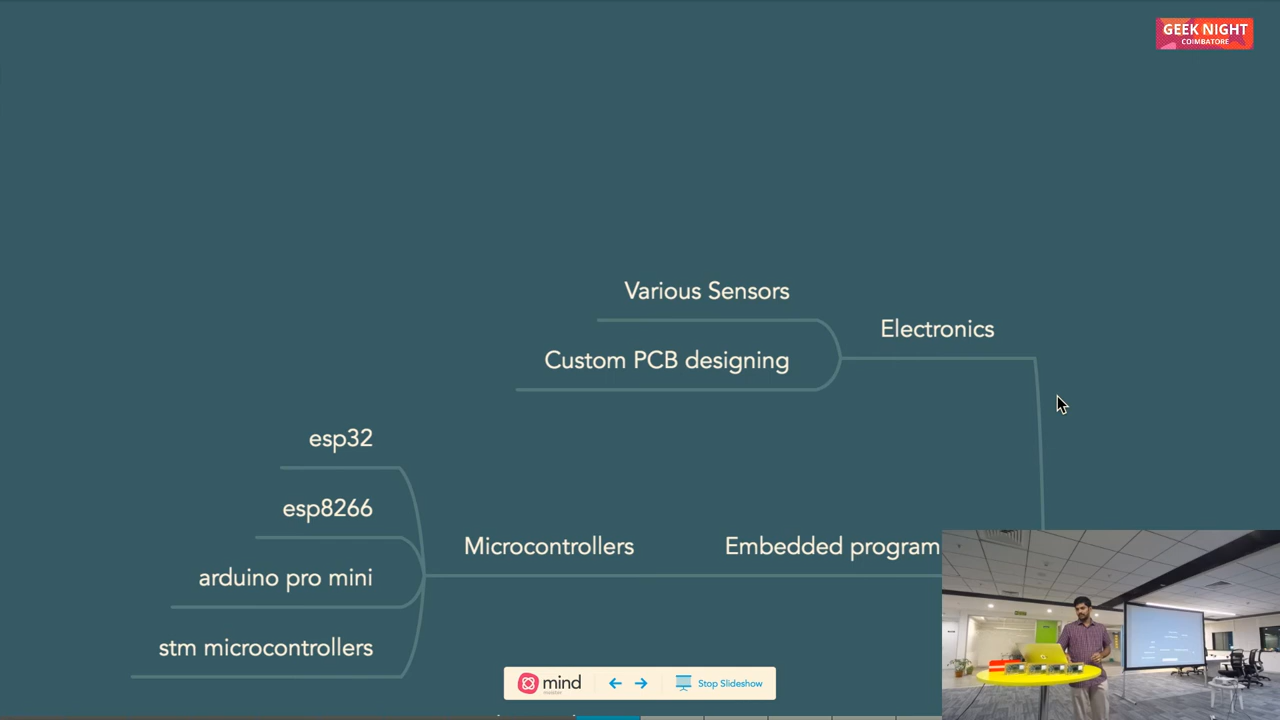 GEEK NIGHT
COIMBATORE
Various Sensors
Electronics
Custom PCB designing
esp32
esp8266
Microcontrollers
Embedded program
arduino pro mini
stm microcontrollers
mind
Stop Slideshow